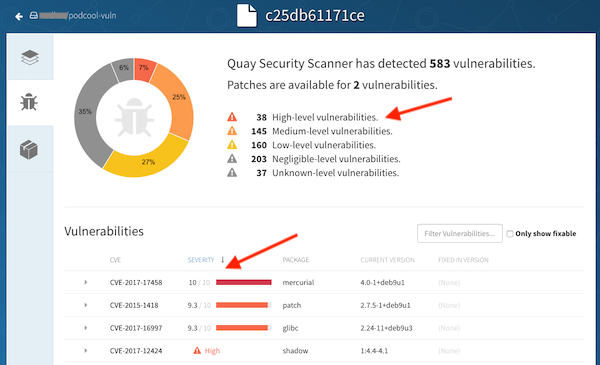 /podcool-vuln
c25db61171ce
Quay Security Scanner has detected 583 vulnerabilities.
Patches are available for 2 vulnerabilities.
6%
7%
25%
35%
27%
38 High-level vulnerabilities.
145 Medium-level vulnerabilities.
160 Low-level vulnerabilities.
203 Negligible-level vulnerabilities.
37 Unknown-level vulnerabilities.
Vulnerabilities
Filter Vulnerabilities...
Only show fixable
CVE SEVERITY ↓ PACKAGE CURRENT VERSION FIXED IN VERSION
CVE-2017-17458 10 / 10 mercurial 4.0-1+deb9u1 (None)
CVE-2015-1418 9.3 / 10 patch 2.7.5-1+deb9u1 (None)
CVE-2017-16997 9.3 / 10 glibc 2.24-11+deb9u3 (None)
CVE-2017-12424 High shadow 1:4.4-4.1 (None)